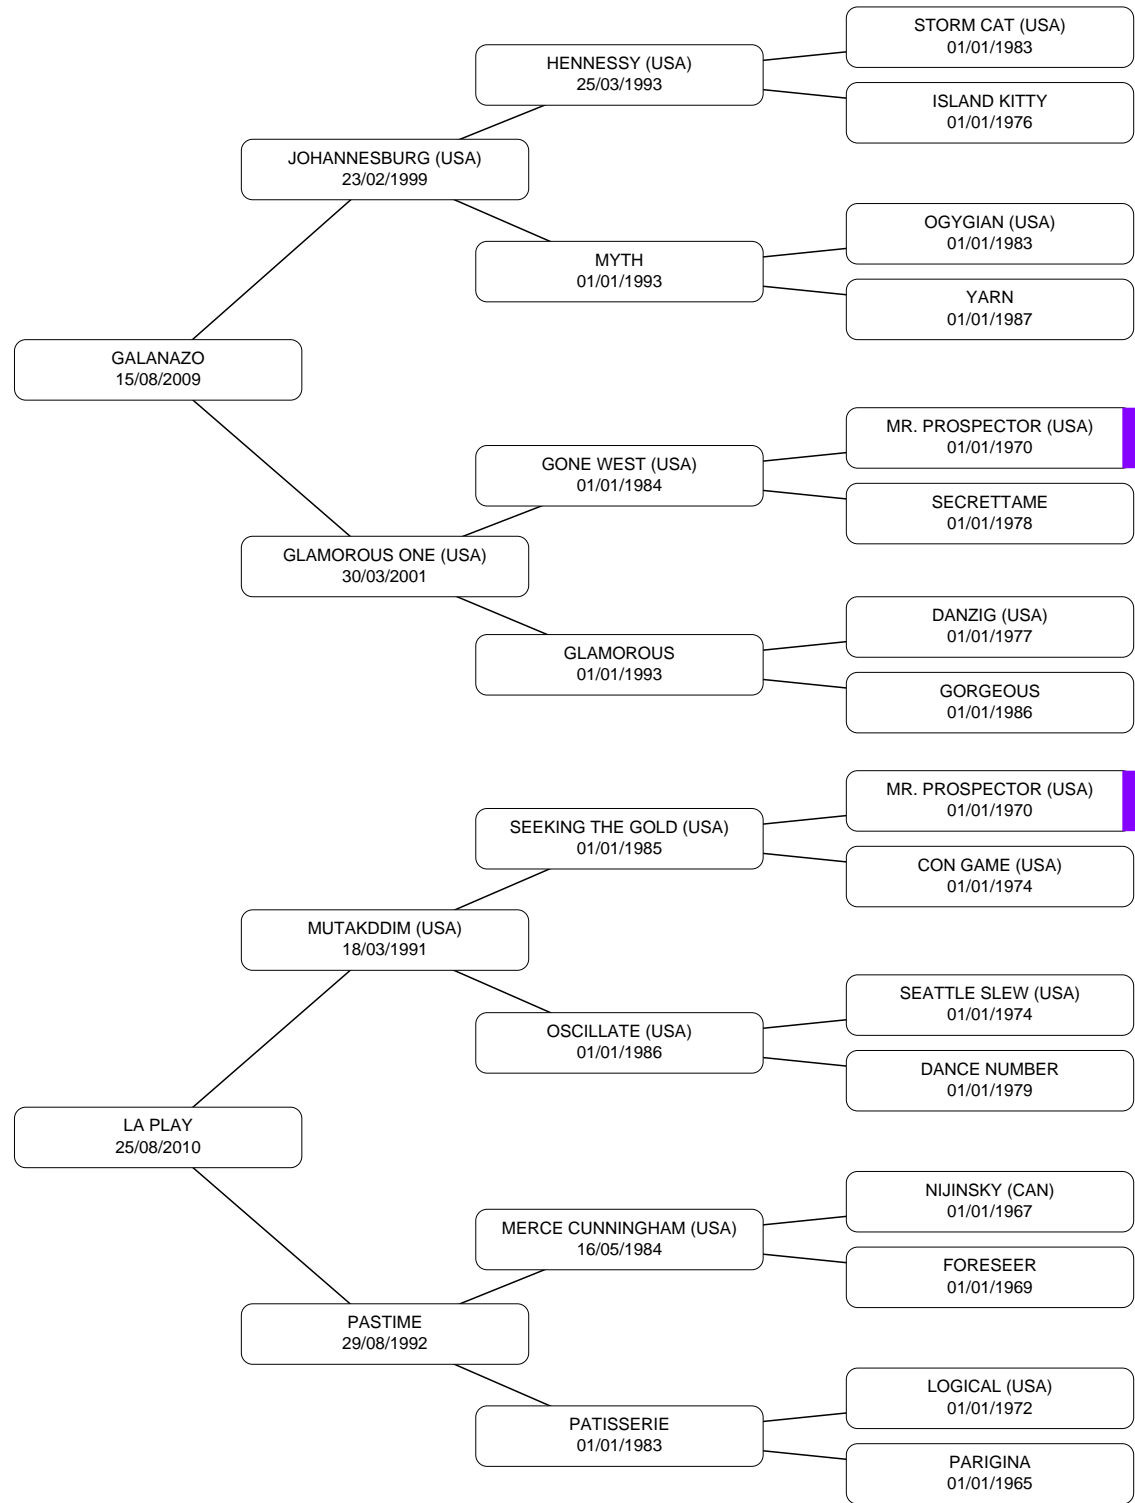 STORM CAT (USA)
01/01/1983
HENNESSY (USA)
25/03/1993
ISLAND KITTY
01/01/1976
JOHANNESBURG (USA)
23/02/1999
OGYGIAN (USA)
01/01/1983
MYTH
01/01/1993
YARN
01/01/1987
GALANAZO
15/08/2009
MR. PROSPECTOR (USA)
01/01/1970
GONE WEST (USA)
01/01/1984
SECRETTAME
01/01/1978
GLAMOROUS ONE (USA)
30/03/2001
DANZIG (USA)
01/01/1977
GLAMOROUS
01/01/1993
GORGEOUS
01/01/1986
MR. PROSPECTOR (USA)
01/01/1970
SEEKING THE GOLD (USA)
01/01/1985
CON GAME (USA)
01/01/1974
MUTAKDDIM (USA)
18/03/1991
SEATTLE SLEW (USA)
01/01/1974
OSCILLATE (USA)
01/01/1986
DANCE NUMBER
01/01/1979
LA PLAY
25/08/2010
NIJINSKY (CAN)
01/01/1967
MERCE CUNNINGHAM (USA)
16/05/1984
FORESEER
01/01/1969
PASTIME
29/08/1992
LOGICAL (USA)
01/01/1972
PATISSERIE
01/01/1983
PARIGINA
01/01/1965